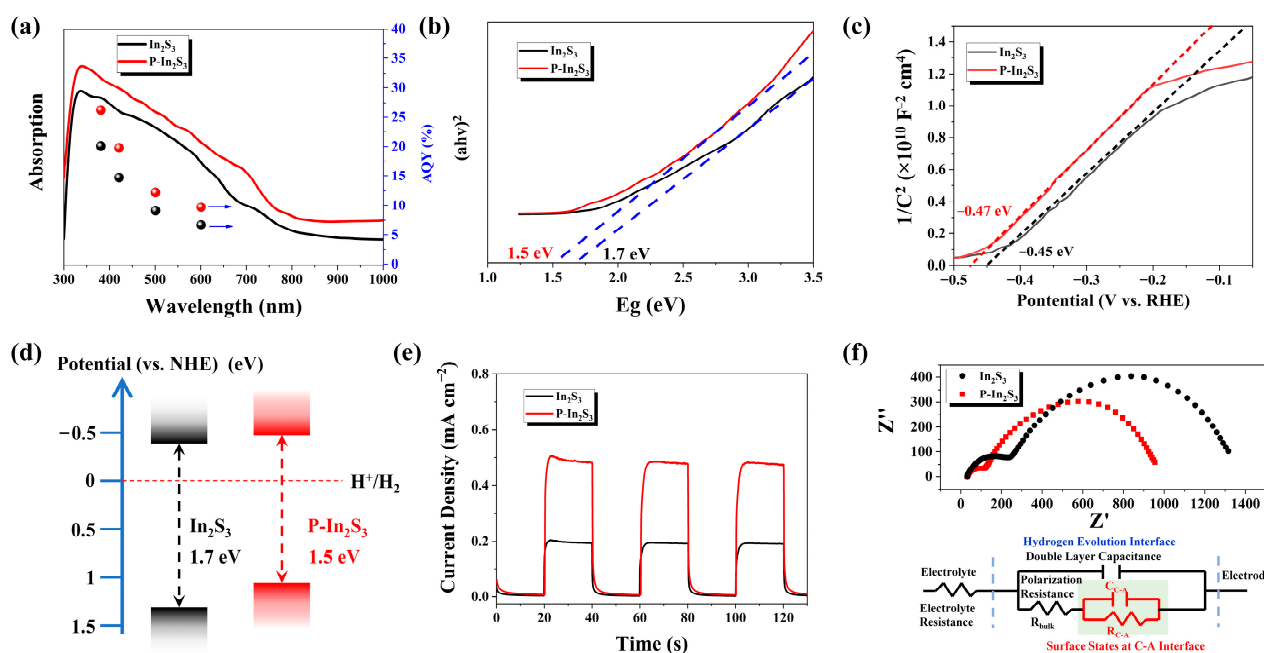 (a)
In₂S₃
P-In₂S₃
Absorption
AQY (%)
40
35
30
25
20
15
10
5
0
300 400 500 600 700 800 900 1000
Wavelength (nm)
(b)
In₂S₃
P-In₂S₃
(ahv)²
1.5 eV
1.7 eV
1.0 1.5 2.0 2.5 3.0 3.5
Eg (eV)
(c)
In₂S₃
P-In₂S₃
1/C² (×10¹⁰ F⁻² cm⁴)
1.4
1.2
1.0
0.8
0.6
0.4
0.2
0.0
−0.47 eV
−0.45 eV
−0.5 −0.4 −0.3 −0.2 −0.1
Pontential (V vs. RHE)
(d)
Potential (vs. NHE) (eV)
−0.5
0
0.5
1
1.5
H⁺/H₂
In₂S₃
1.7 eV
P-In₂S₃
1.5 eV
(e)
In₂S₃
P-In₂S₃
Current Density (mA cm⁻²)
0.8
0.6
0.4
0.2
0.0
0 20 40 60 80 100 120
Time (s)
(f)
In₂S₃
P-In₂S₃
Z''
400
300
200
100
0
0 200 400 600 800 1000 1200 1400
Z'
Hydrogen Evolution Interface
Double Layer Capacitance
Electrolyte
Electrolyte
Resistance
Polarization
Resistance
R_bulk
C_C-A
R_C-A
Electrod
Surface States at C-A Interface